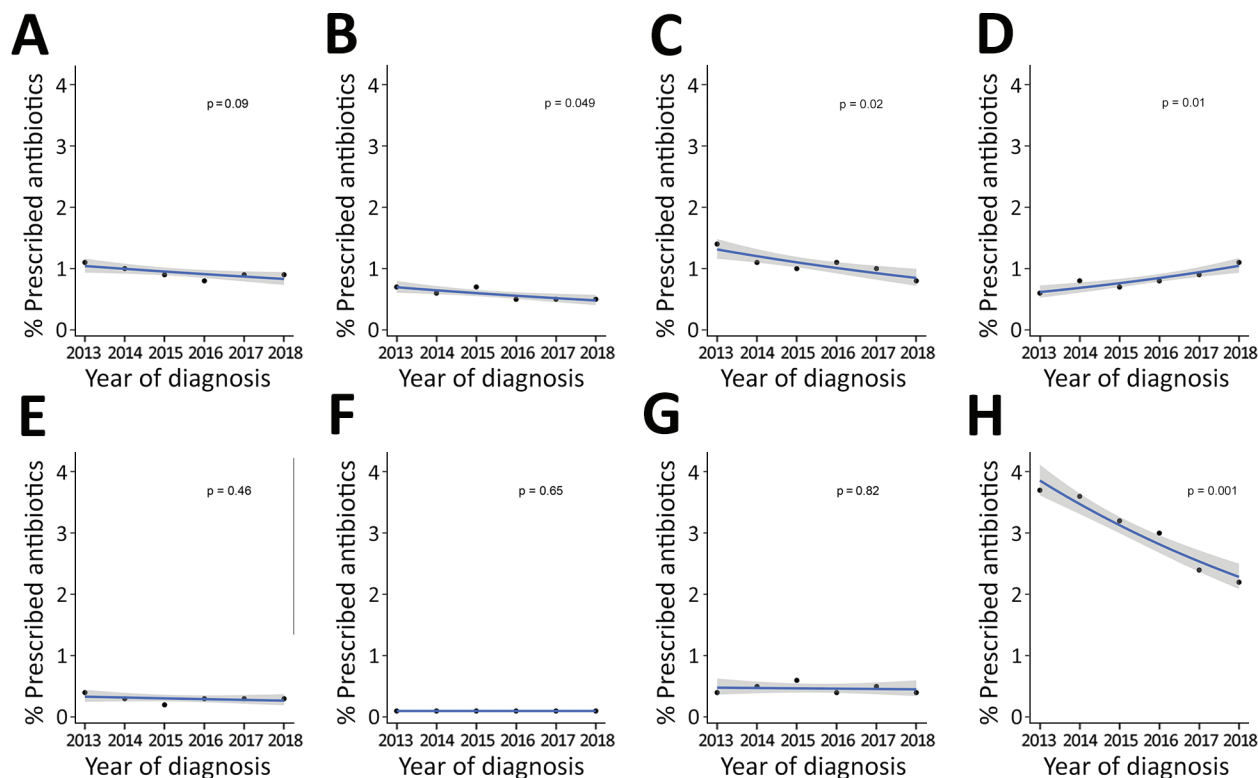 A
B
C
D
% Prescribed antibiotics
4
3
2
1
0
p = 0.09
2013 2014 2015 2016 2017 2018
Year of diagnosis
% Prescribed antibiotics
4
3
2
1
0
p = 0.049
2013 2014 2015 2016 2017 2018
Year of diagnosis
% Prescribed antibiotics
4
3
2
1
0
p = 0.02
2013 2014 2015 2016 2017 2018
Year of diagnosis
% Prescribed antibiotics
4
3
2
1
0
p = 0.01
2013 2014 2015 2016 2017 2018
Year of diagnosis
E
F
G
H
% Prescribed antibiotics
4
3
2
1
0
p = 0.46
2013 2014 2015 2016 2017 2018
Year of diagnosis
% Prescribed antibiotics
4
3
2
1
0
p = 0.65
2013 2014 2015 2016 2017 2018
Year of diagnosis
% Prescribed antibiotics
4
3
2
1
0
p = 0.82
2013 2014 2015 2016 2017 2018
Year of diagnosis
% Prescribed antibiotics
4
3
2
1
0
p = 0.001
2013 2014 2015 2016 2017 2018
Year of diagnosis